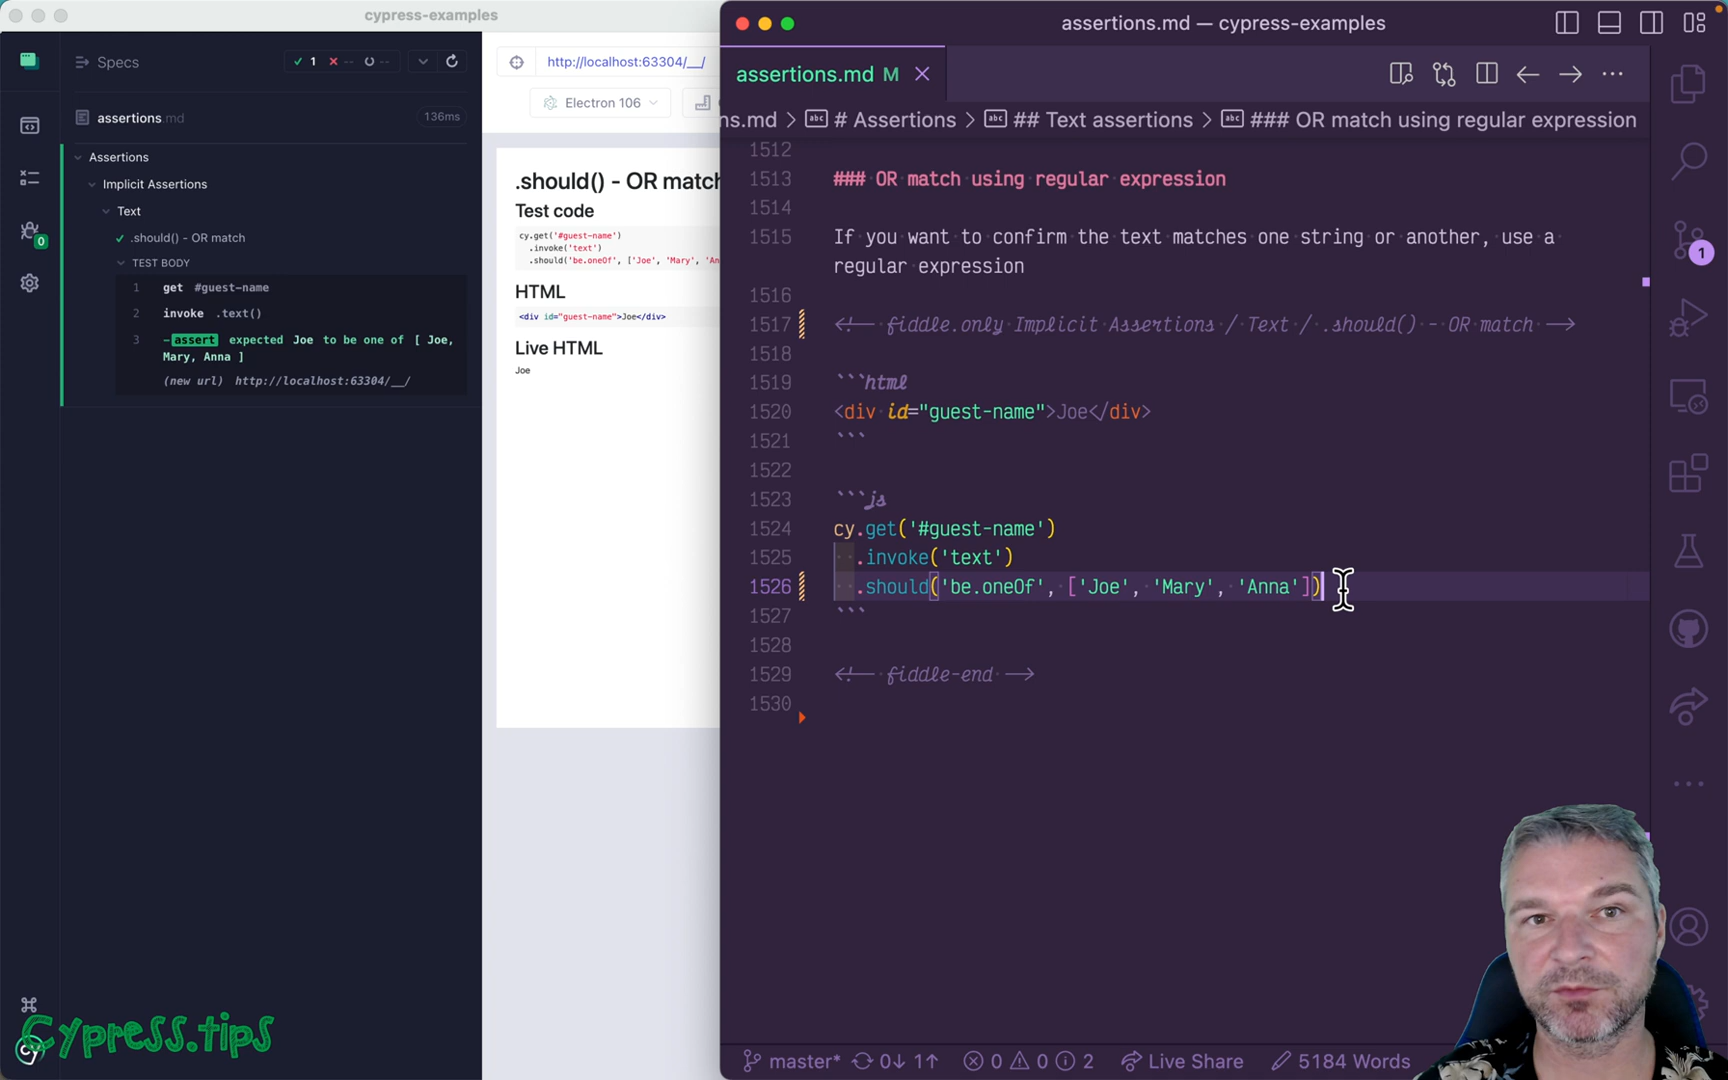 cypress-examples
Specs
1
--
--
assertions.md
136ms
Assertions
Implicit Assertions
Text
.should() - OR match
TEST BODY
1 get #guest-name
2 invoke .text()
3 -assert expected Joe to be one of [ Joe,
Mary, Anna ]
(new url) http://localhost:63304/__/
0
Cypress.tips
http://localhost:63304/__/
Electron 106
.should() - OR match
Test code
cy.get('#guest-name')
.invoke('text')
.should('be.oneOf', ['Joe', 'Mary', 'An
HTML
<div id="guest-name">Joe</div>
Live HTML
Joe
assertions.md — cypress-examples
assertions.md M
ns.md > # Assertions > ## Text assertions > ### OR match using regular expression
1512
1513 ### OR match using regular expression
1514
1515 If you want to confirm the text matches one string or another, use a
regular expression
1516
1517 <!-- fiddle.only Implicit Assertions / Text / .should() - OR match -->
1518
1519 ```html
1520 <div id="guest-name">Joe</div>
1521 ```
1522
1523 ```js
1524 cy.get('#guest-name')
1525 .invoke('text')
1526 .should('be.oneOf', ['Joe', 'Mary', 'Anna'])
1527 ```
1528
1529 <!-- fiddle-end -->
1530
1
master* 0↓ 1↑ 0 0 2 Live Share 5184 Words